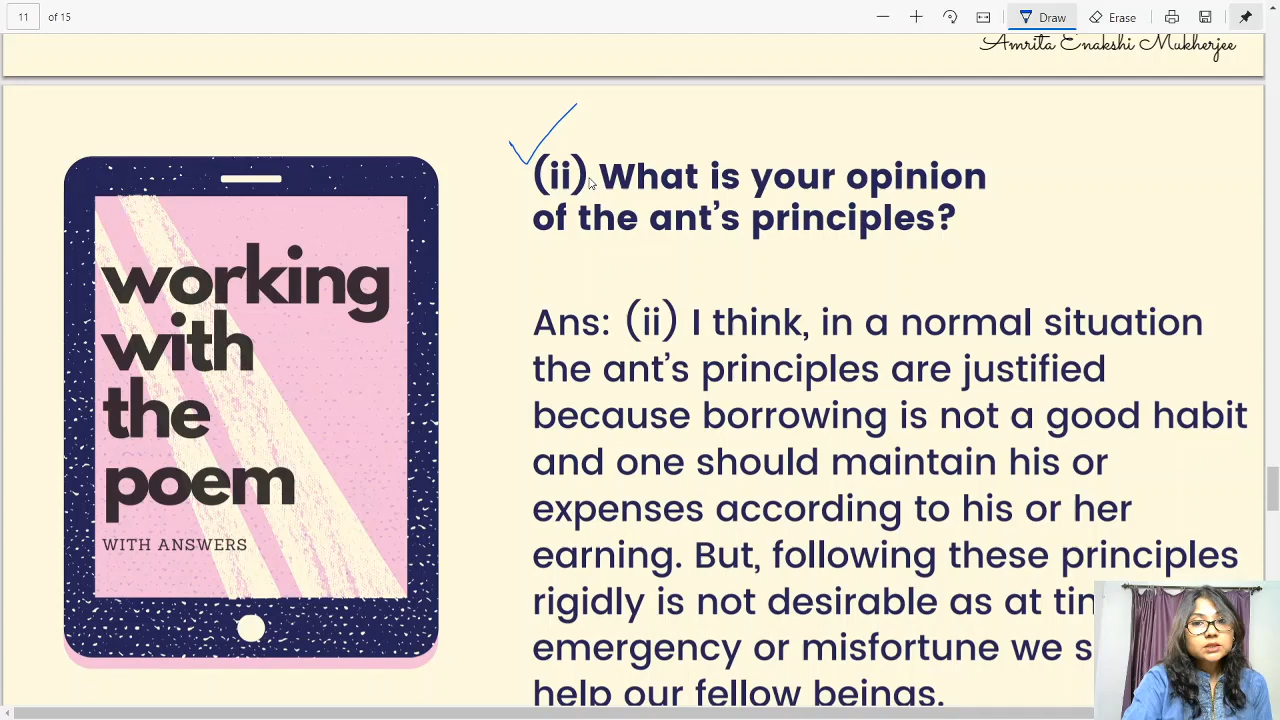 11 of 15
Draw
Erase
Amrita Enakshi Mukherjee
(ii) What is your opinion
of the ant's principles?
working
with
the
poem
WITH ANSWERS
Ans: (ii) I think, in a normal situation
the ant's principles are justified
because borrowing is not a good habit
and one should maintain his or
expenses according to his or her
earning. But, following these principles
rigidly is not desirable as at
emergency or misfortune we
help our fellow beings.